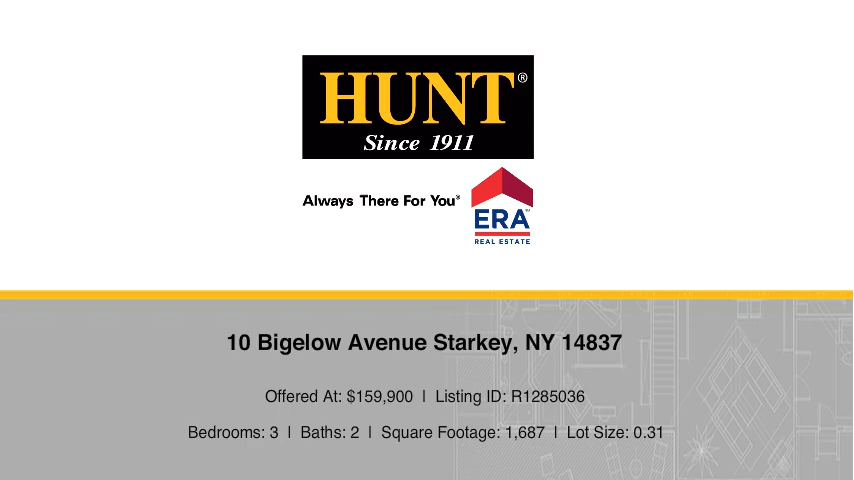 HUNT®
Since 1911
Always There For You®
ERA™
REAL ESTATE
10 Bigelow Avenue Starkey, NY 14837
Offered At: $159,900 | Listing ID: R1285036
Bedrooms: 3 | Baths: 2 | Square Footage: 1,687 | Lot Size: 0.31